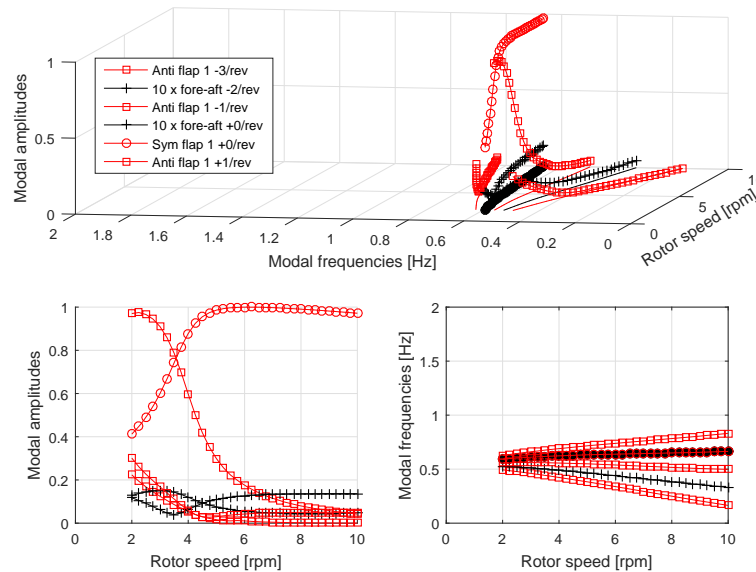 1
0.5
0
Modal amplitudes
Anti flap 1 -3/rev
10 x fore-aft -2/rev
Anti flap 1 -1/rev
10 x fore-aft +0/rev
Sym flap 1 +0/rev
Anti flap 1 +1/rev
2 1.8 1.6 1.4 1.2 1 0.8 0.6 0.4 0.2 0
Modal frequencies [Hz]
0 5 1
Rotor speed [rpm]
1
0.8
0.6
0.4
0.2
0
Modal amplitudes
0 2 4 6 8 10
Rotor speed [rpm]
2
1.5
1
0.5
0
Modal frequencies [Hz]
0 2 4 6 8 10
Rotor speed [rpm]